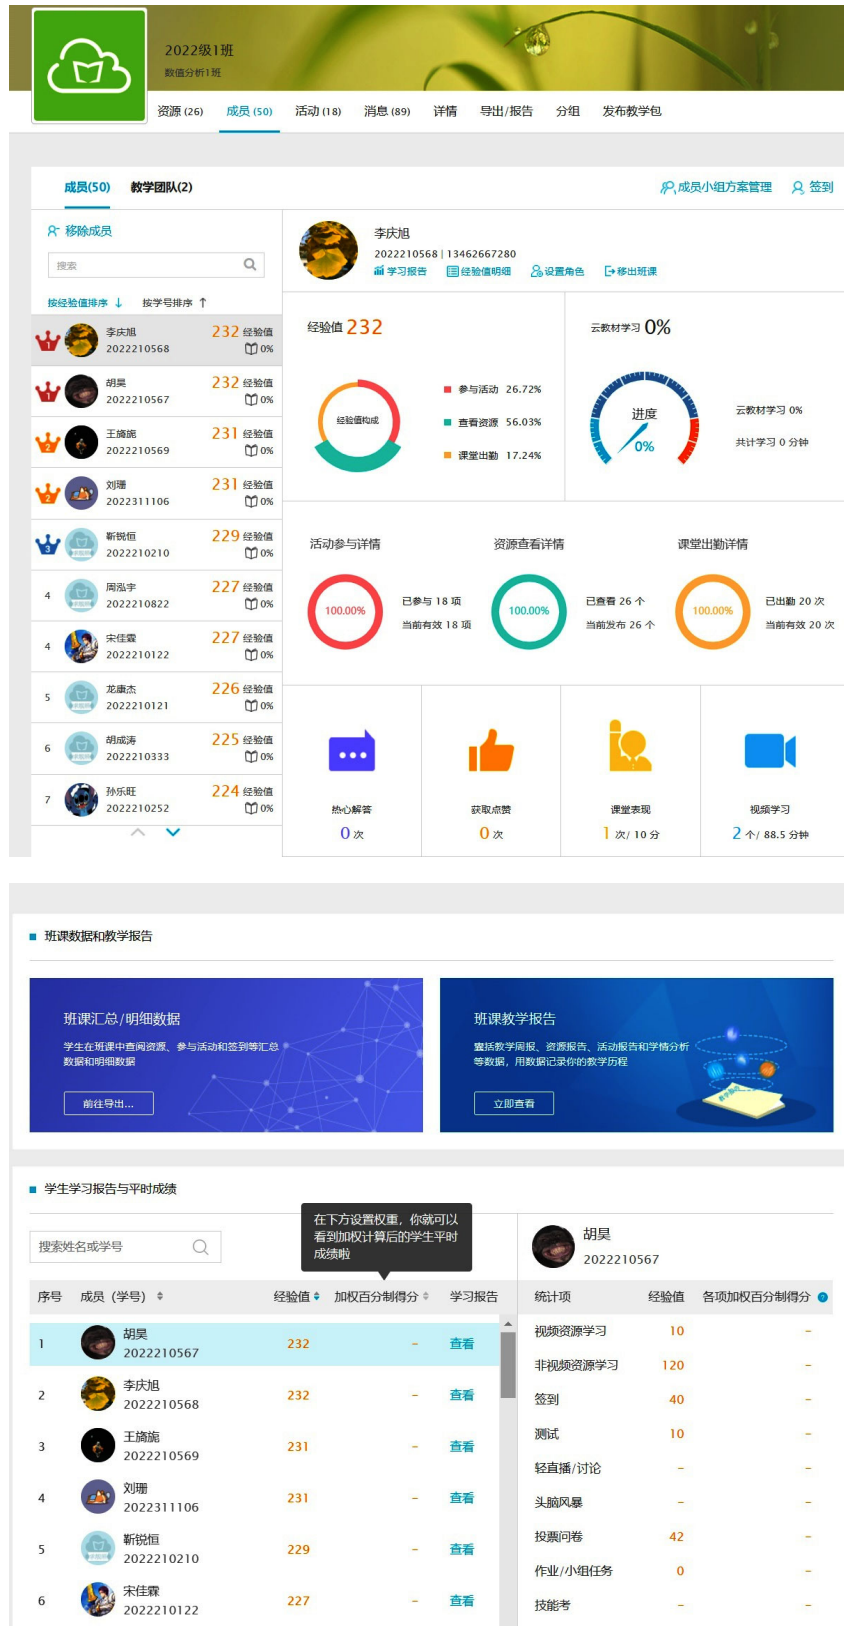 2022级1班
数值分析1班
资源 (26) 成员 (50) 活动 (18) 消息 (89) 详情 导出/报告 分组 发布教学包
成员(50) 教学团队(2) 成员小组方案管理 签到
移除成员
搜索
按经验值排序 ↓ 按学号排序 ↑
1 李庆旭 232 经验值
2022210568 0%
1 胡昊 232 经验值
2022210567 0%
2 王旖旎 231 经验值
2022210569 0%
2 刘珊 231 经验值
2022311106 0%
3 靳锐恒 229 经验值
2022210210 0%
4 周泓宇 227 经验值
2022210822 0%
4 宋佳霖 227 经验值
2022210122 0%
5 龙康杰 226 经验值
2022210121 0%
6 胡成涛 225 经验值
2022210333 0%
7 孙乐旺 224 经验值
2022210252 0%
李庆旭
2022210568 | 13462667280
学习报告 经验值明细 设置角色 移出班课
经验值 232
经验值构成
参与活动 26.72%
查看资源 56.03%
课堂出勤 17.24%
云教材学习 0%
进度
0%
云教材学习 0%
共计学习 0 分钟
活动参与详情 资源查看详情 课堂出勤详情
100.00% 已参与 18 项
当前有效 18 项
100.00% 已查看 26 个
当前发布 26 个
100.00% 已出勤 20 次
当前有效 20 次
热心解答 获取点赞 课堂表现 视频学习
0 次 0 次 1 次/ 10 分 2 个/ 88.5 分钟
班课数据和教学报告
班课汇总/明细数据
学生在班课中查阅资源、参与活动和签到等汇总
数据和明细数据
前往导出...
班课教学报告
囊括教学周报、资源报告、活动报告和学情分析
等数据，用数据记录你的教学历程
立即查看
学生学习报告与平时成绩
在下方设置权重，你就可以
看到加权计算后的学生平时
成绩啦
搜索姓名或学号
序号 成员（学号） 经验值 加权百分制得分 学习报告
1 胡昊 232 – 查看
2022210567
2 李庆旭 232 – 查看
2022210568
3 王旖旎 231 – 查看
2022210569
4 刘珊 231 – 查看
2022311106
5 靳锐恒 229 – 查看
2022210210
6 宋佳霖 227 – 查看
2022210122
胡昊
2022210567
统计项 经验值 各项加权百分制得分 ?
视频资源学习 10 –
非视频资源学习 120 –
签到 40 –
测试 10 –
轻直播/讨论 – –
头脑风暴 – –
投票问卷 42 –
作业/小组任务 0 –
技能考 – –